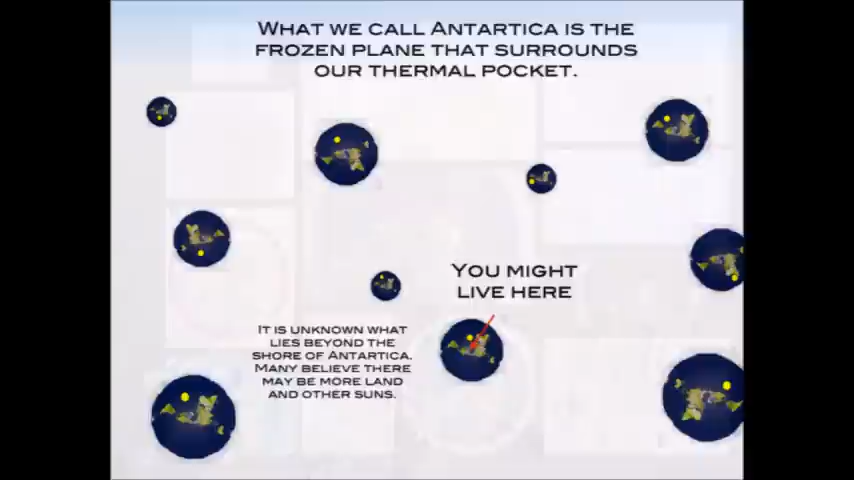 What we call Antartica is the
frozen plane that surrounds
our thermal pocket.
You might
live here
It is unknown what
lies beyond the
shore of Antartica.
Many believe there
may be more land
and other suns.